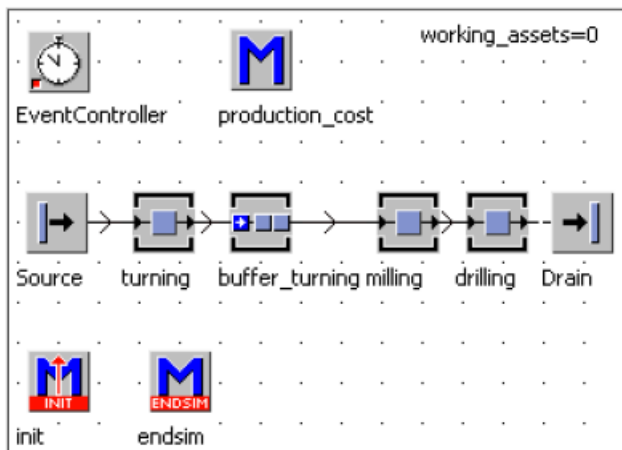 working_assets=0
EventController production_cost
Source turning buffer_turning milling drilling Drain
INIT ENDSIM
init endsim